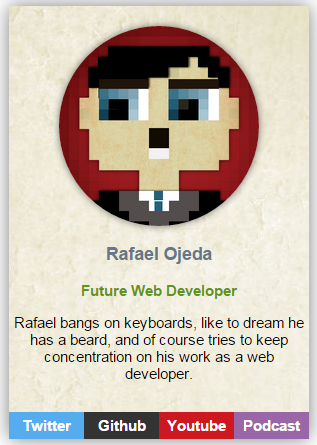 Rafael Ojeda
Future Web Developer
Rafael bangs on keyboards, like to dream he
has a beard, and of course tries to keep
concentration on his work as a web
developer.
Twitter Github Youtube Podcast